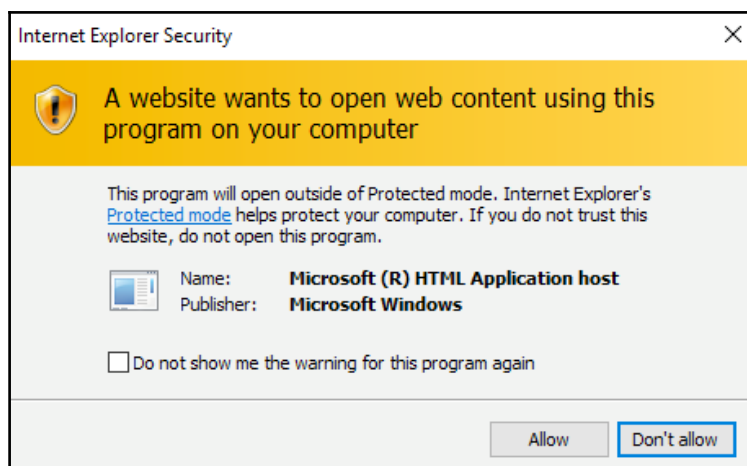 Internet Explorer Security
A website wants to open web content using this
program on your computer
This program will open outside of Protected mode. Internet Explorer's
Protected mode helps protect your computer. If you do not trust this
website, do not open this program.
Name: Microsoft (R) HTML Application host
Publisher: Microsoft Windows
Do not show me the warning for this program again
Allow Don't allow